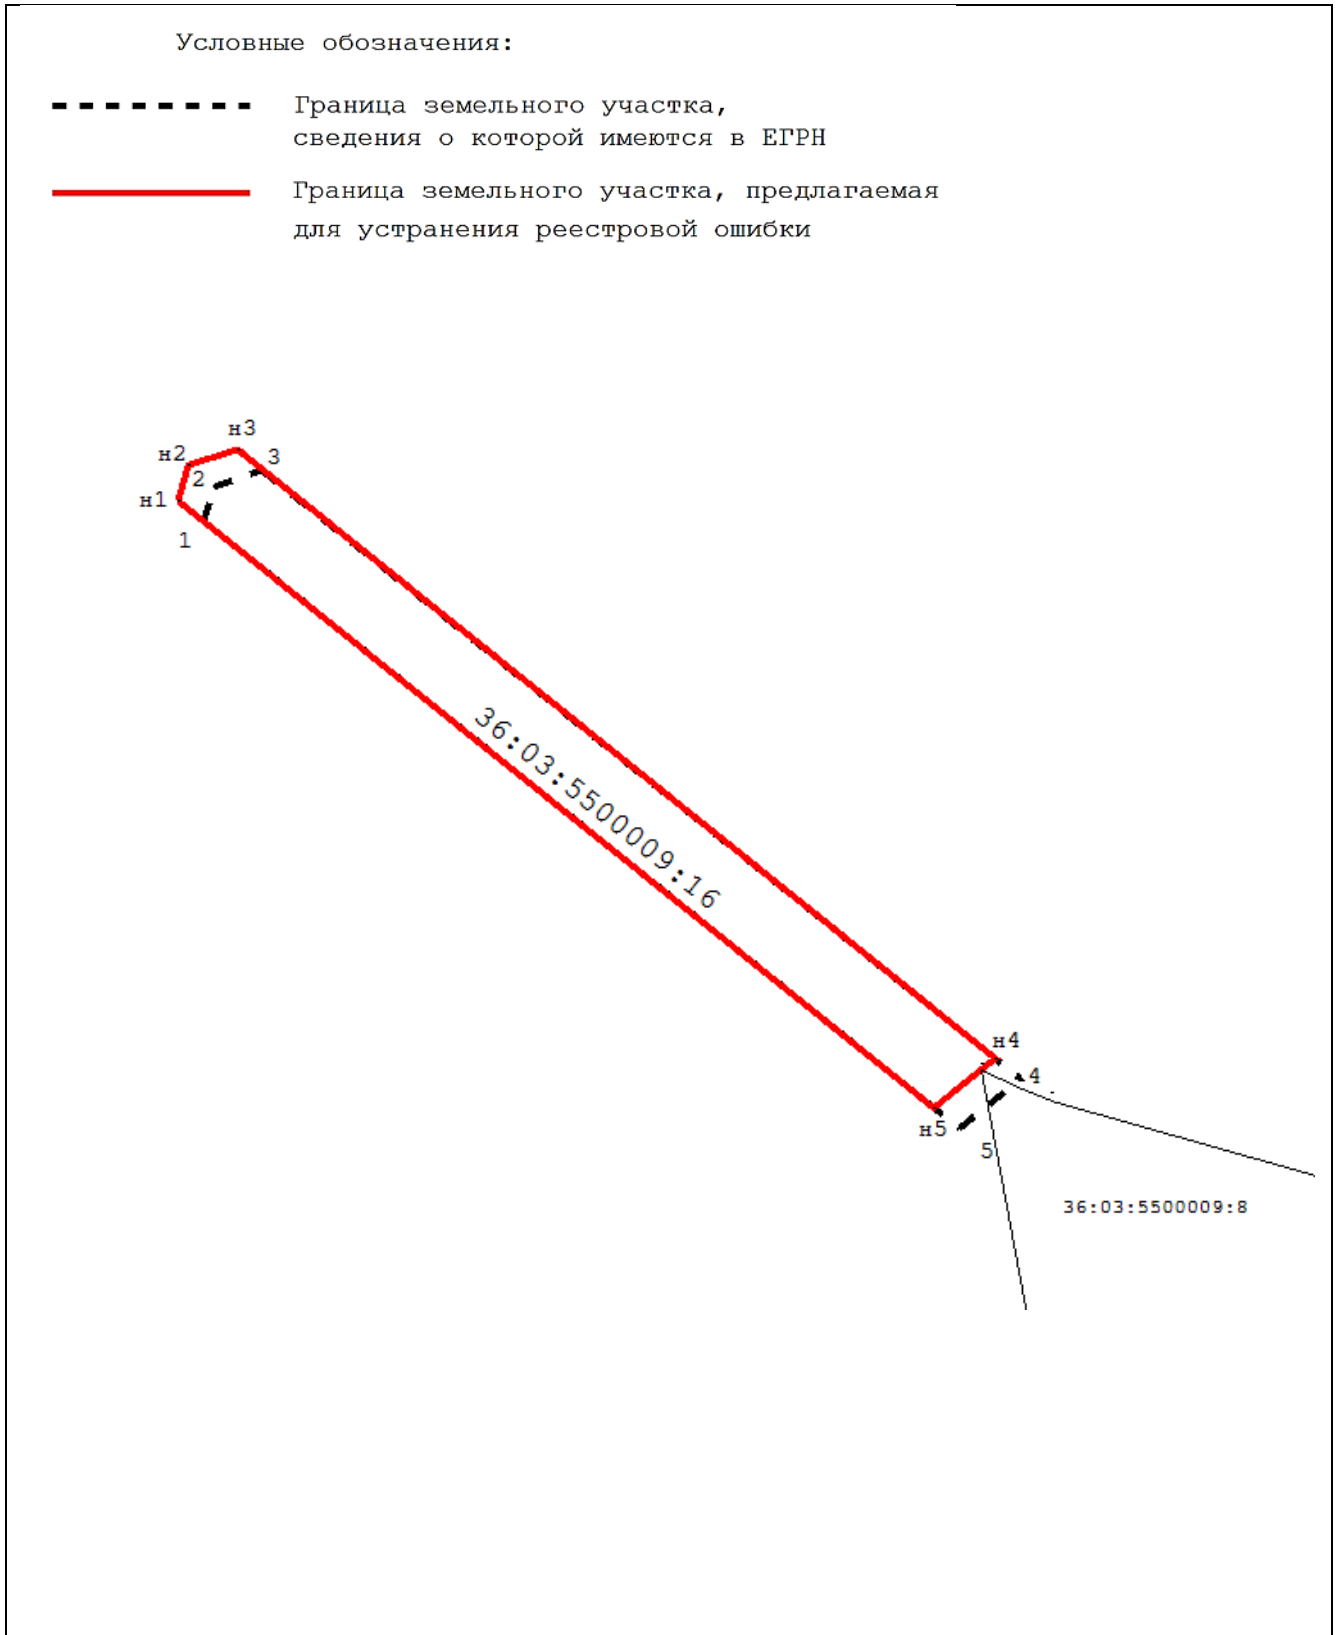 Условные обозначения:
Граница земельного участка,
сведения о которой имеются в ЕГРН
Граница земельного участка, предлагаемая
для устранения реестровой ошибки
н3
н2
3
2
н1
1
36:03:5500009:16
н4
4
н5
5
36:03:5500009:8